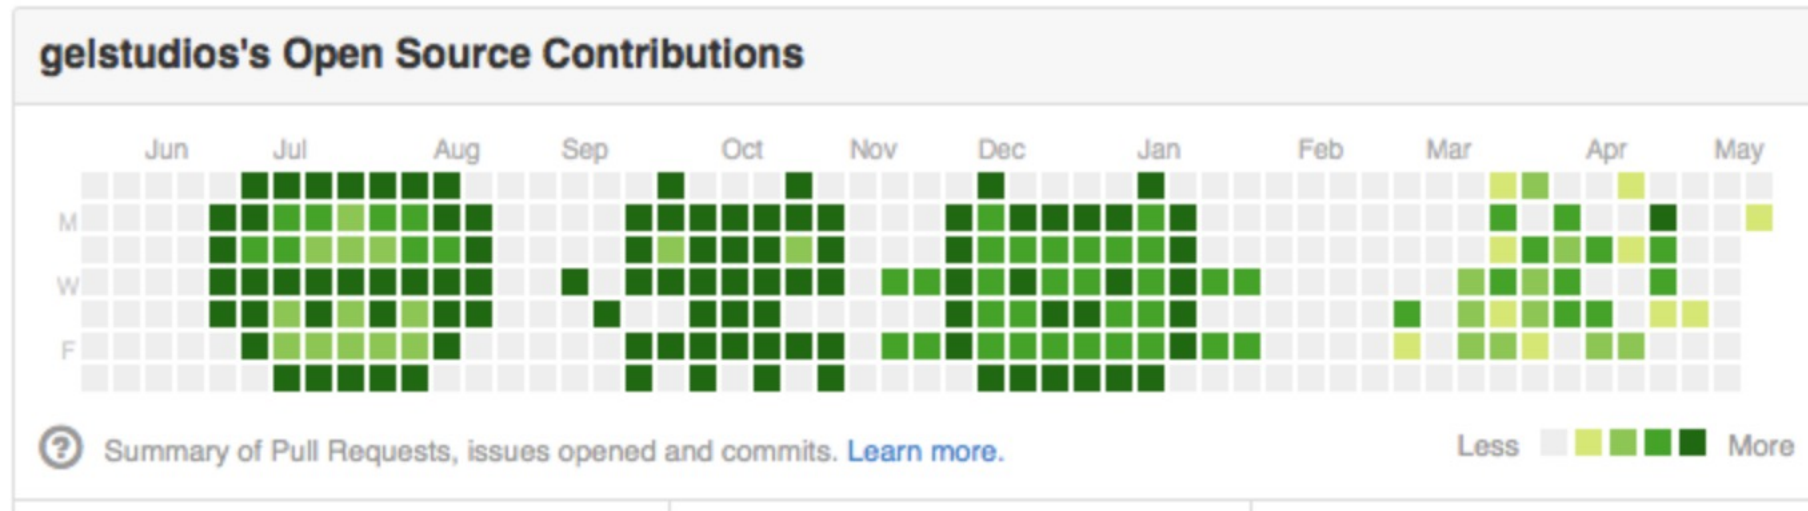 gelstudios's Open Source Contributions
Jun Jul Aug Sep Oct Nov Dec Jan Feb Mar Apr May
M
W
F
? Summary of Pull Requests, issues opened and commits. Learn more. Less More